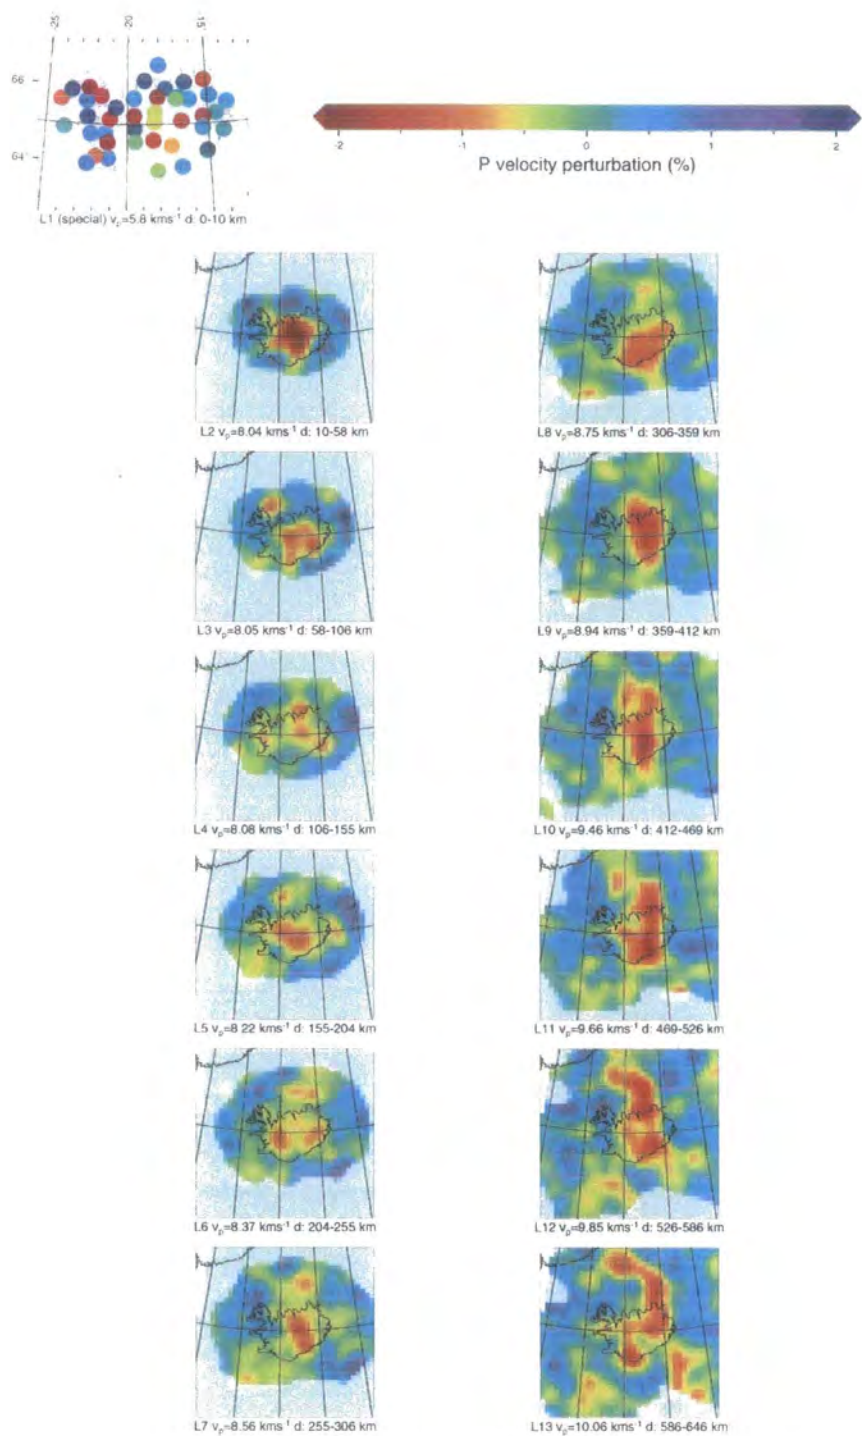 -25 -20 -15
66
64
L1 (special) vp=5.8 kms-1 d: 0-10 km
-2 -1 0 1 2
P velocity perturbation (%)
L2 vp=8.04 kms-1 d: 10-58 km
L3 vp=8.05 kms-1 d: 58-106 km
L4 vp=8.08 kms-1 d: 106-155 km
L5 vp=8.22 kms-1 d: 155-204 km
L6 vp=8.37 kms-1 d: 204-255 km
L7 vp=8.56 kms-1 d: 255-306 km
L8 vp=8.75 kms-1 d: 306-359 km
L9 vp=8.94 kms-1 d: 359-412 km
L10 vp=9.46 kms-1 d: 412-469 km
L11 vp=9.66 kms-1 d: 469-526 km
L12 vp=9.85 kms-1 d: 526-586 km
L13 vp=10.06 kms-1 d: 586-646 km